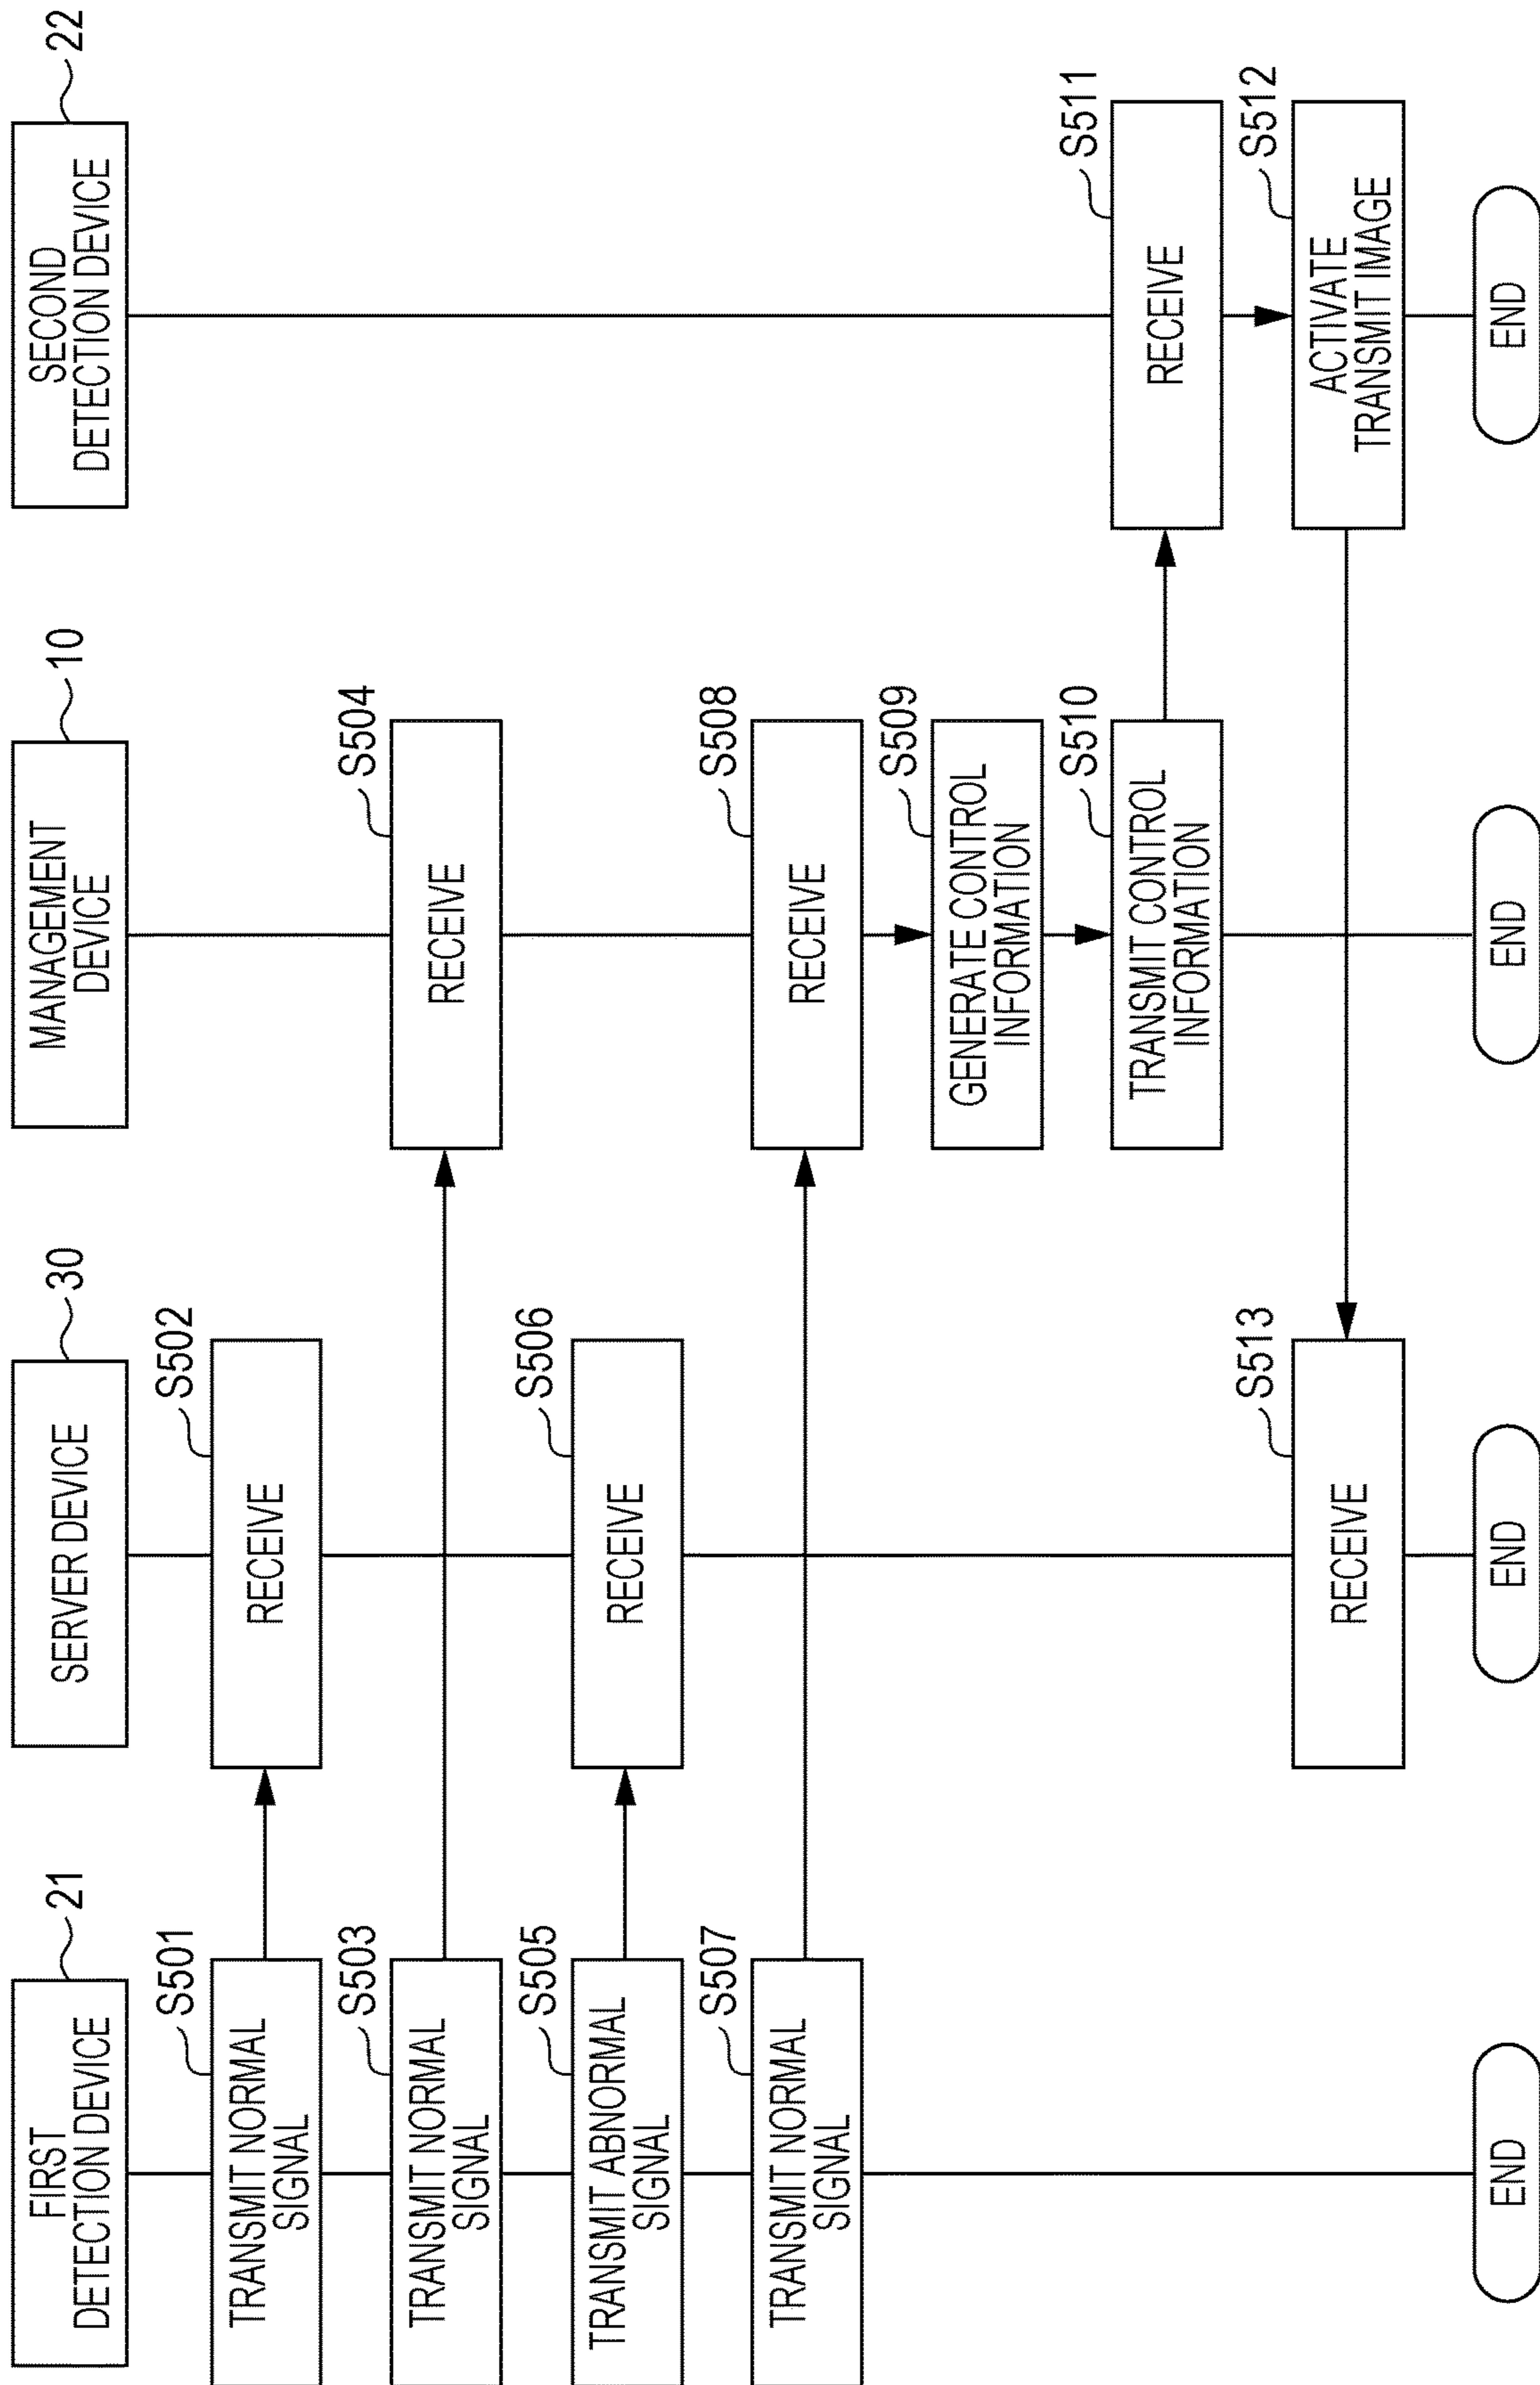 FIRST
DETECTION DEVICE
21
SERVER DEVICE
30
MANAGEMENT
DEVICE
10
SECOND
DETECTION DEVICE
22
S501
TRANSMIT NORMAL
SIGNAL
S502
RECEIVE
S503
TRANSMIT NORMAL
SIGNAL
S504
RECEIVE
S505
TRANSMIT ABNORMAL
SIGNAL
S506
RECEIVE
S507
TRANSMIT NORMAL
SIGNAL
S508
RECEIVE
S509
GENERATE CONTROL
INFORMATION
S510
TRANSMIT CONTROL
INFORMATION
S511
RECEIVE
S512
ACTIVATE
TRANSMIT IMAGE
S513
RECEIVE
END
END
END
END